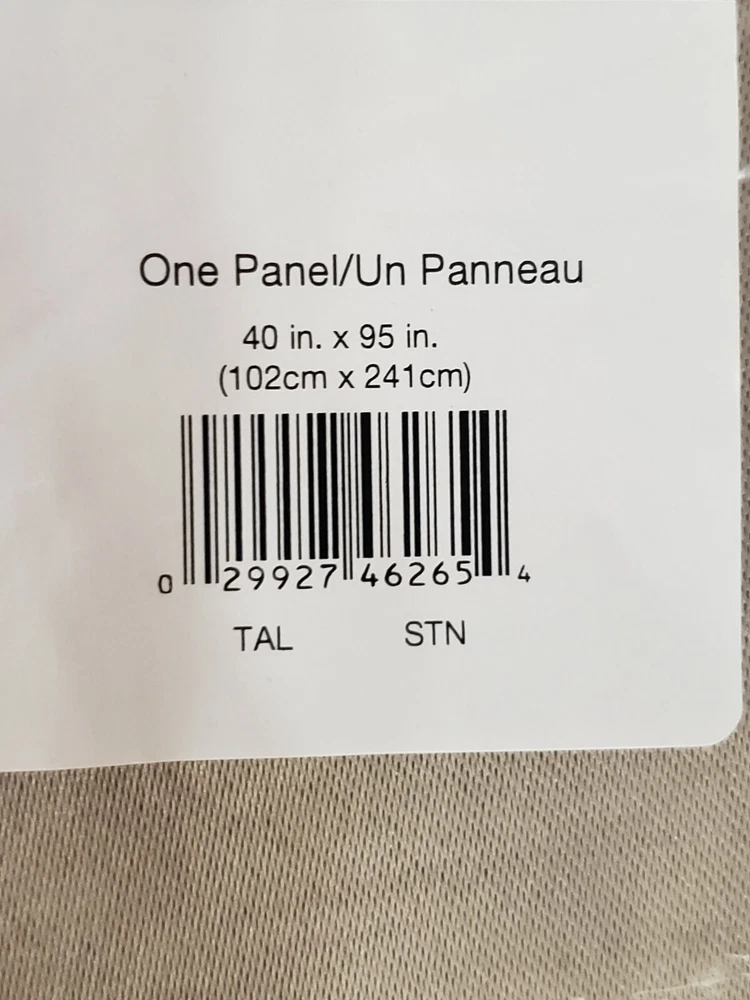 One Panel/Un Panneau
40 in. x 95 in.
(102cm x 241cm)
0 29927 46265 4
TAL STN